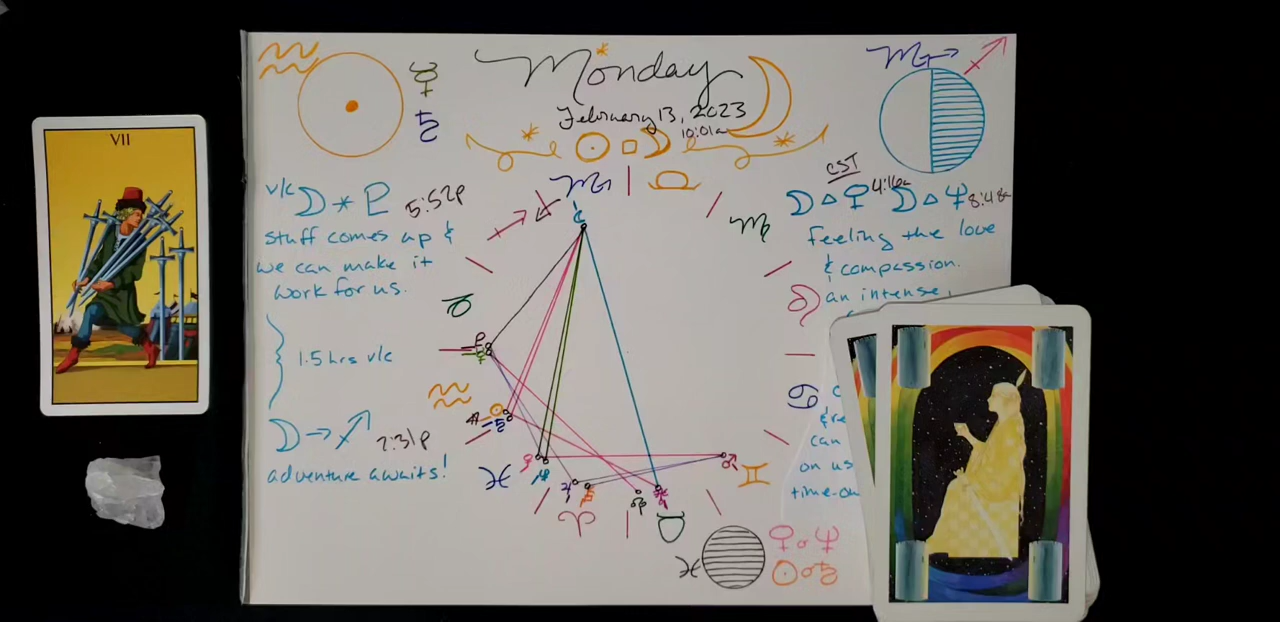 VII
Monday
February 13, 2023
10:01a
☉ □ ☽
v/c ☽ ⚹ ♇ 5:52p
stuff comes up &
we can make it
work for us.
1.5 hrs v/c
☽ → ♐ 7:31p
adventure awaits!
CST
☽ △ ♀ 4:16a ☽ △ ♆ 8:48a
feeling the love
& compassion.
an intense
can
on us
time-on
♀ ☌ ♆
☉ ☌ ♄